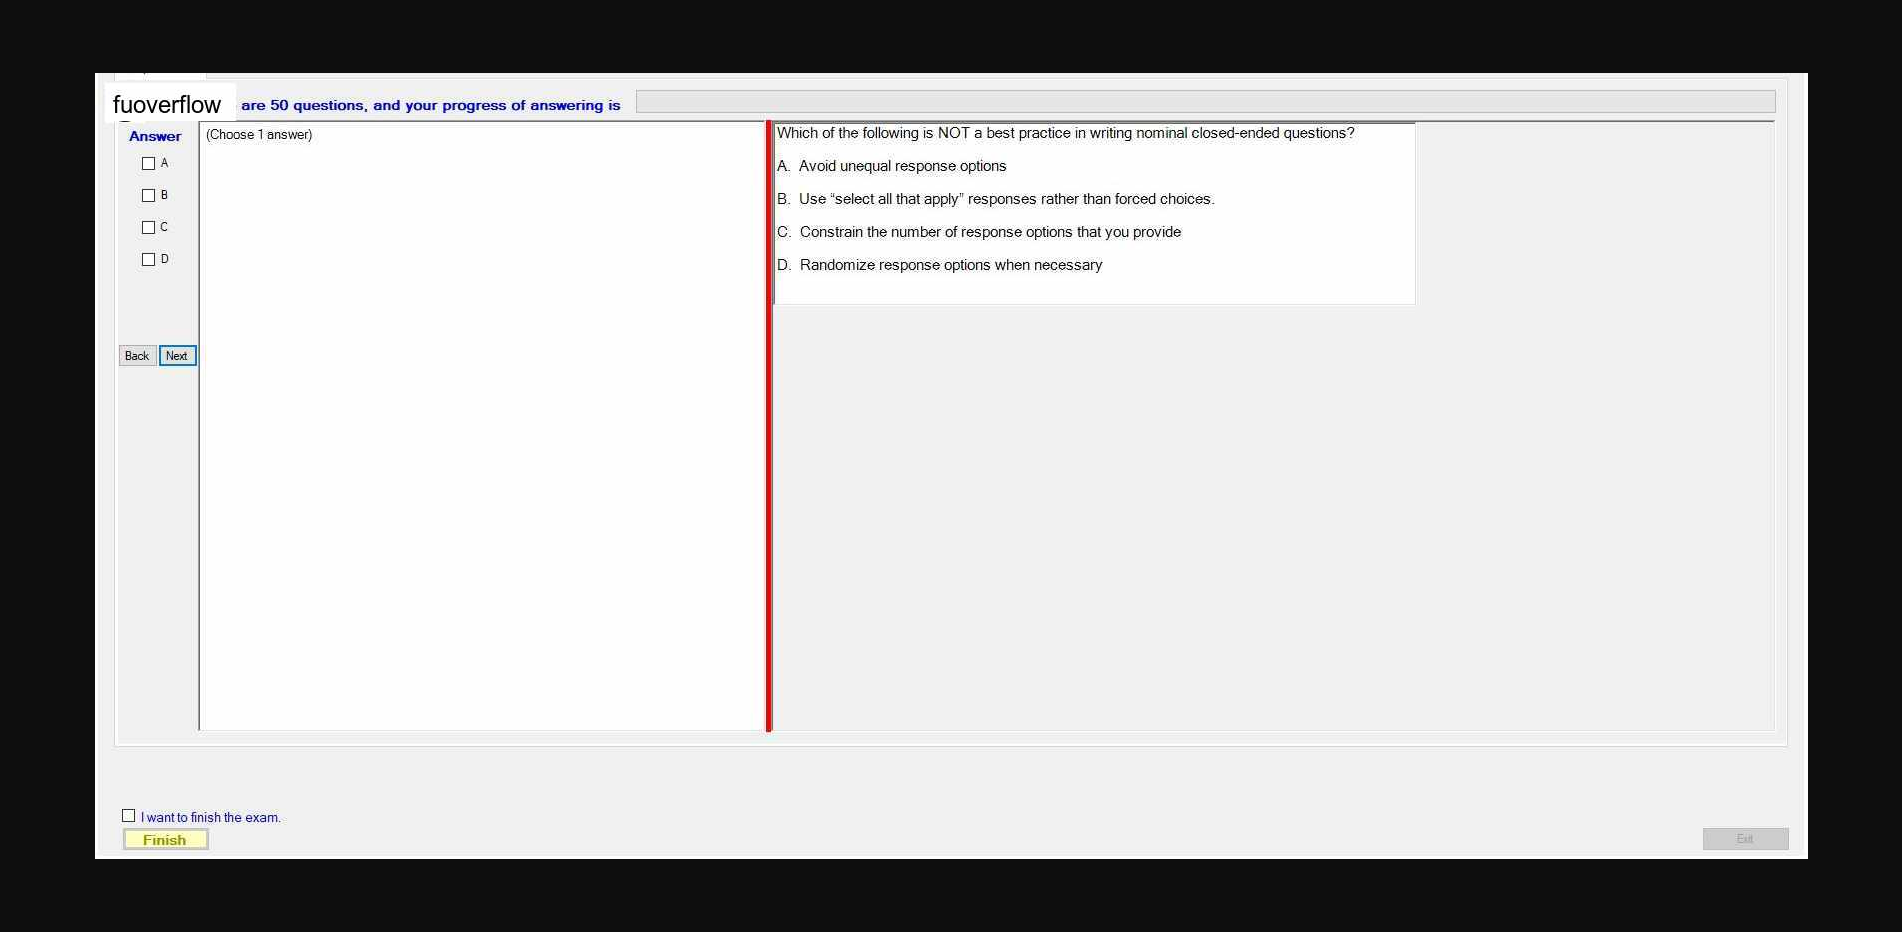 fuoverflow are 50 questions, and your progress of answering is
Answer
(Choose 1 answer)
A
B
C
D
Back Next
Which of the following is NOT a best practice in writing nominal closed-ended questions?
A. Avoid unequal response options
B. Use “select all that apply” responses rather than forced choices.
C. Constrain the number of response options that you provide
D. Randomize response options when necessary
I want to finish the exam.
Finish
Exit